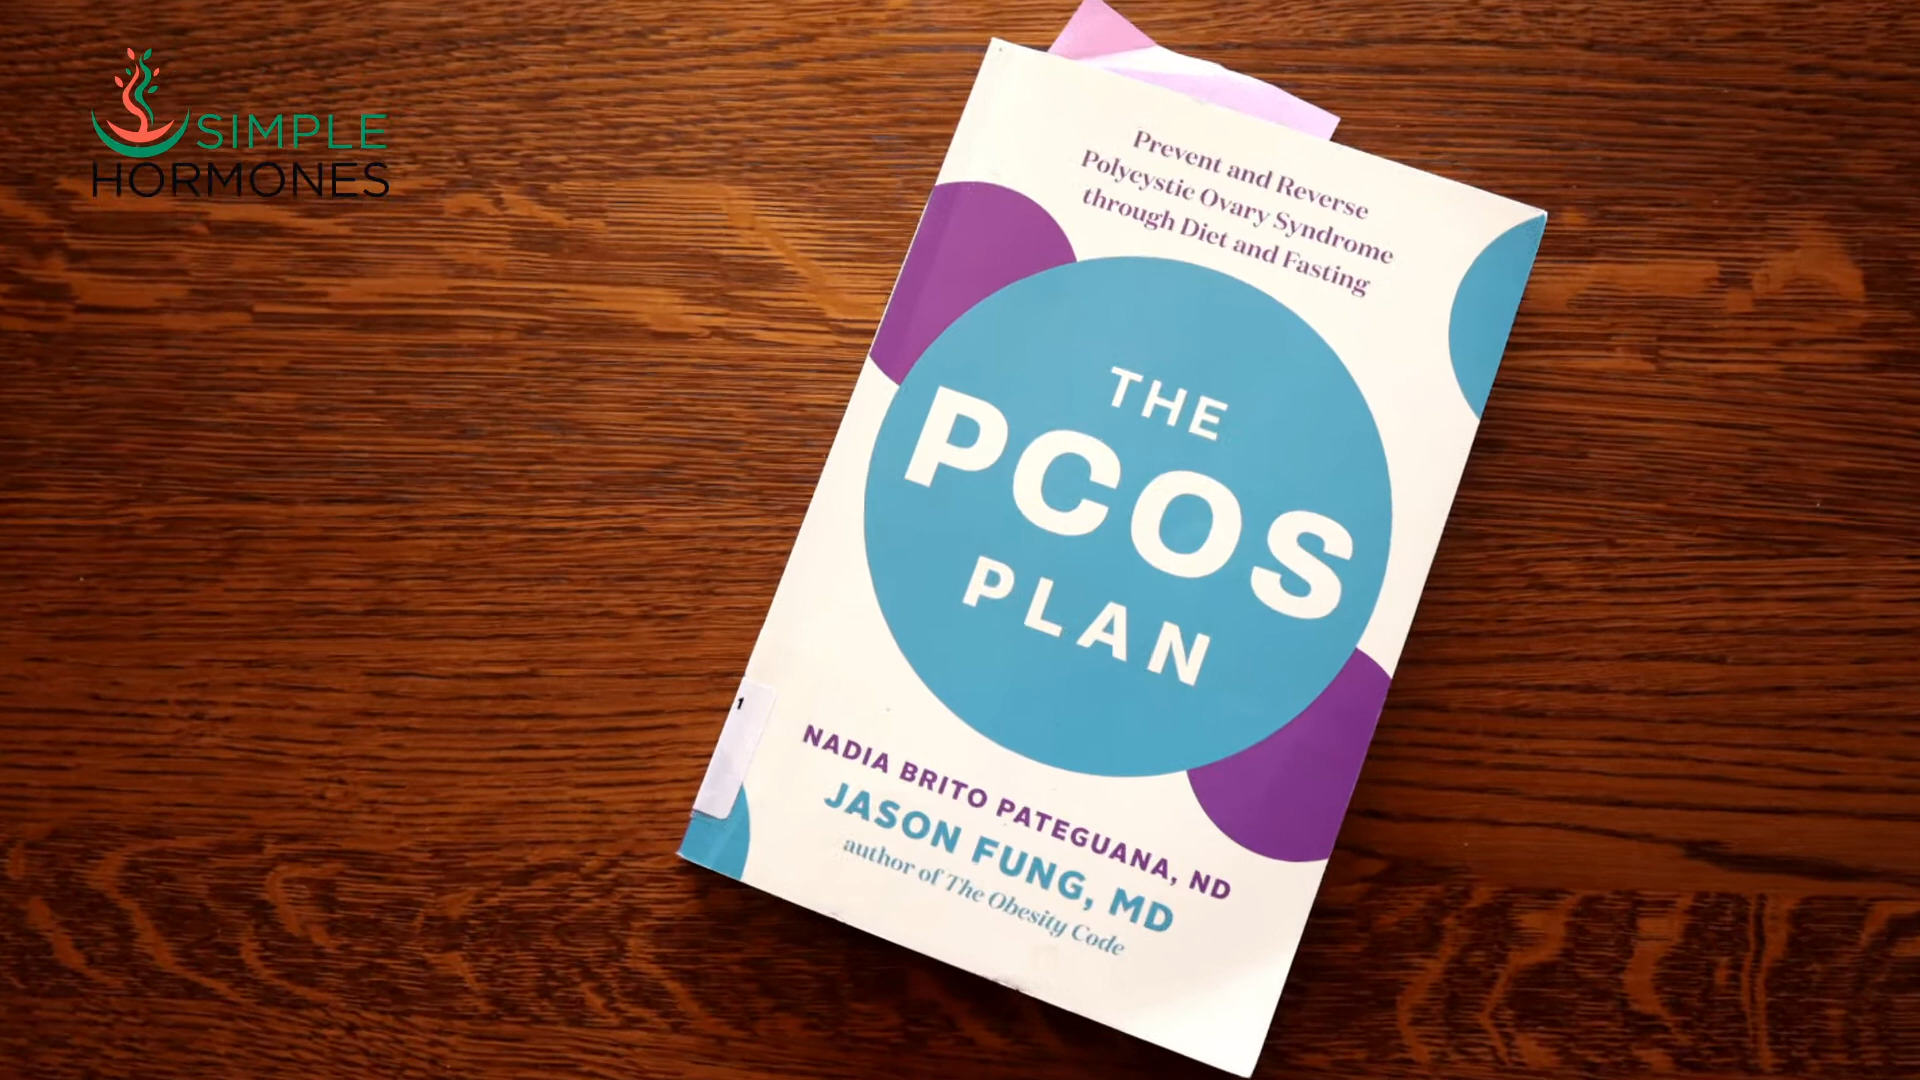 SIMPLE
HORMONES
Prevent and Reverse
Polycystic Ovary Syndrome
through Diet and Fasting
THE
PCOS
PLAN
1
NADIA BRITO PATEGUANA, ND
JASON FUNG, MD
author of The Obesity Code